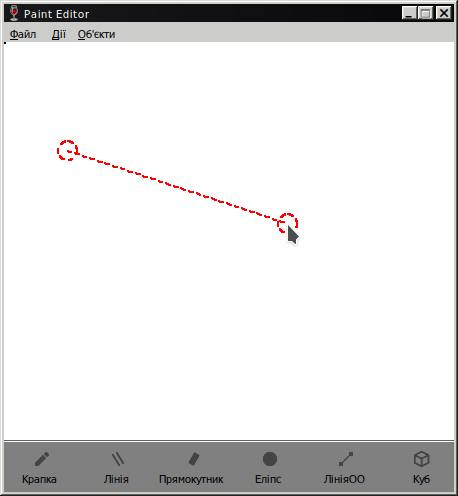 Paint Editor
Файл Дії Об'єкти
Крапка Лінія Прямокутник Еліпс ЛініяОО Куб